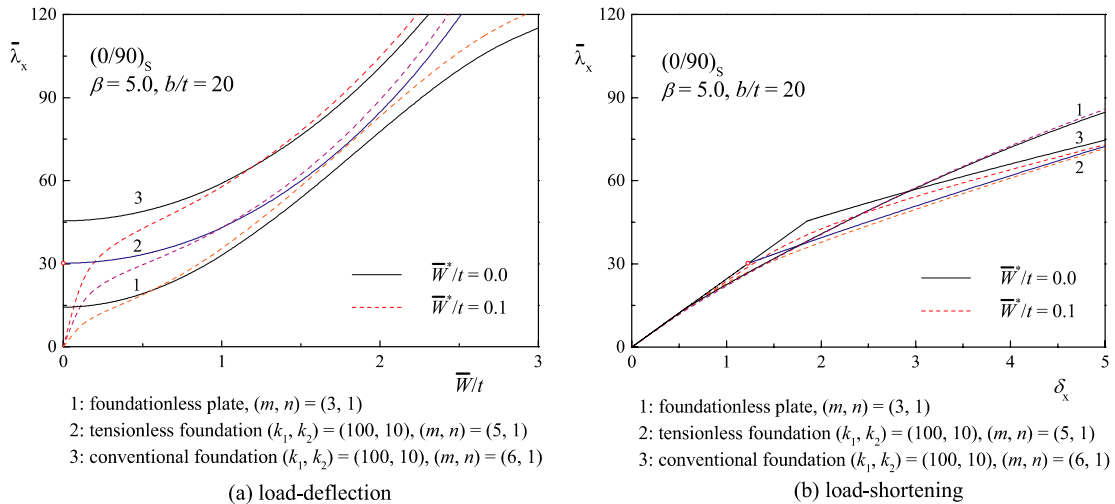 120
90
60
30
0
λ̄ₓ
(0/90)ₛ
β = 5.0, b/t = 20
3
2
1
W̄*/t = 0.0
W̄*/t = 0.1
0 1 2 3
W̄/t
1: foundationless plate, (m, n) = (3, 1)
2: tensionless foundation (k₁, k₂) = (100, 10), (m, n) = (5, 1)
3: conventional foundation (k₁, k₂) = (100, 10), (m, n) = (6, 1)
(a) load-deflection
120
90
60
30
0
λ̄ₓ
(0/90)ₛ
β = 5.0, b/t = 20
1
3
2
W̄*/t = 0.0
W̄*/t = 0.1
0 1 2 3 4 5
δₓ
1: foundationless plate, (m, n) = (3, 1)
2: tensionless foundation (k₁, k₂) = (100, 10), (m, n) = (5, 1)
3: conventional foundation (k₁, k₂) = (100, 10), (m, n) = (6, 1)
(b) load-shortening